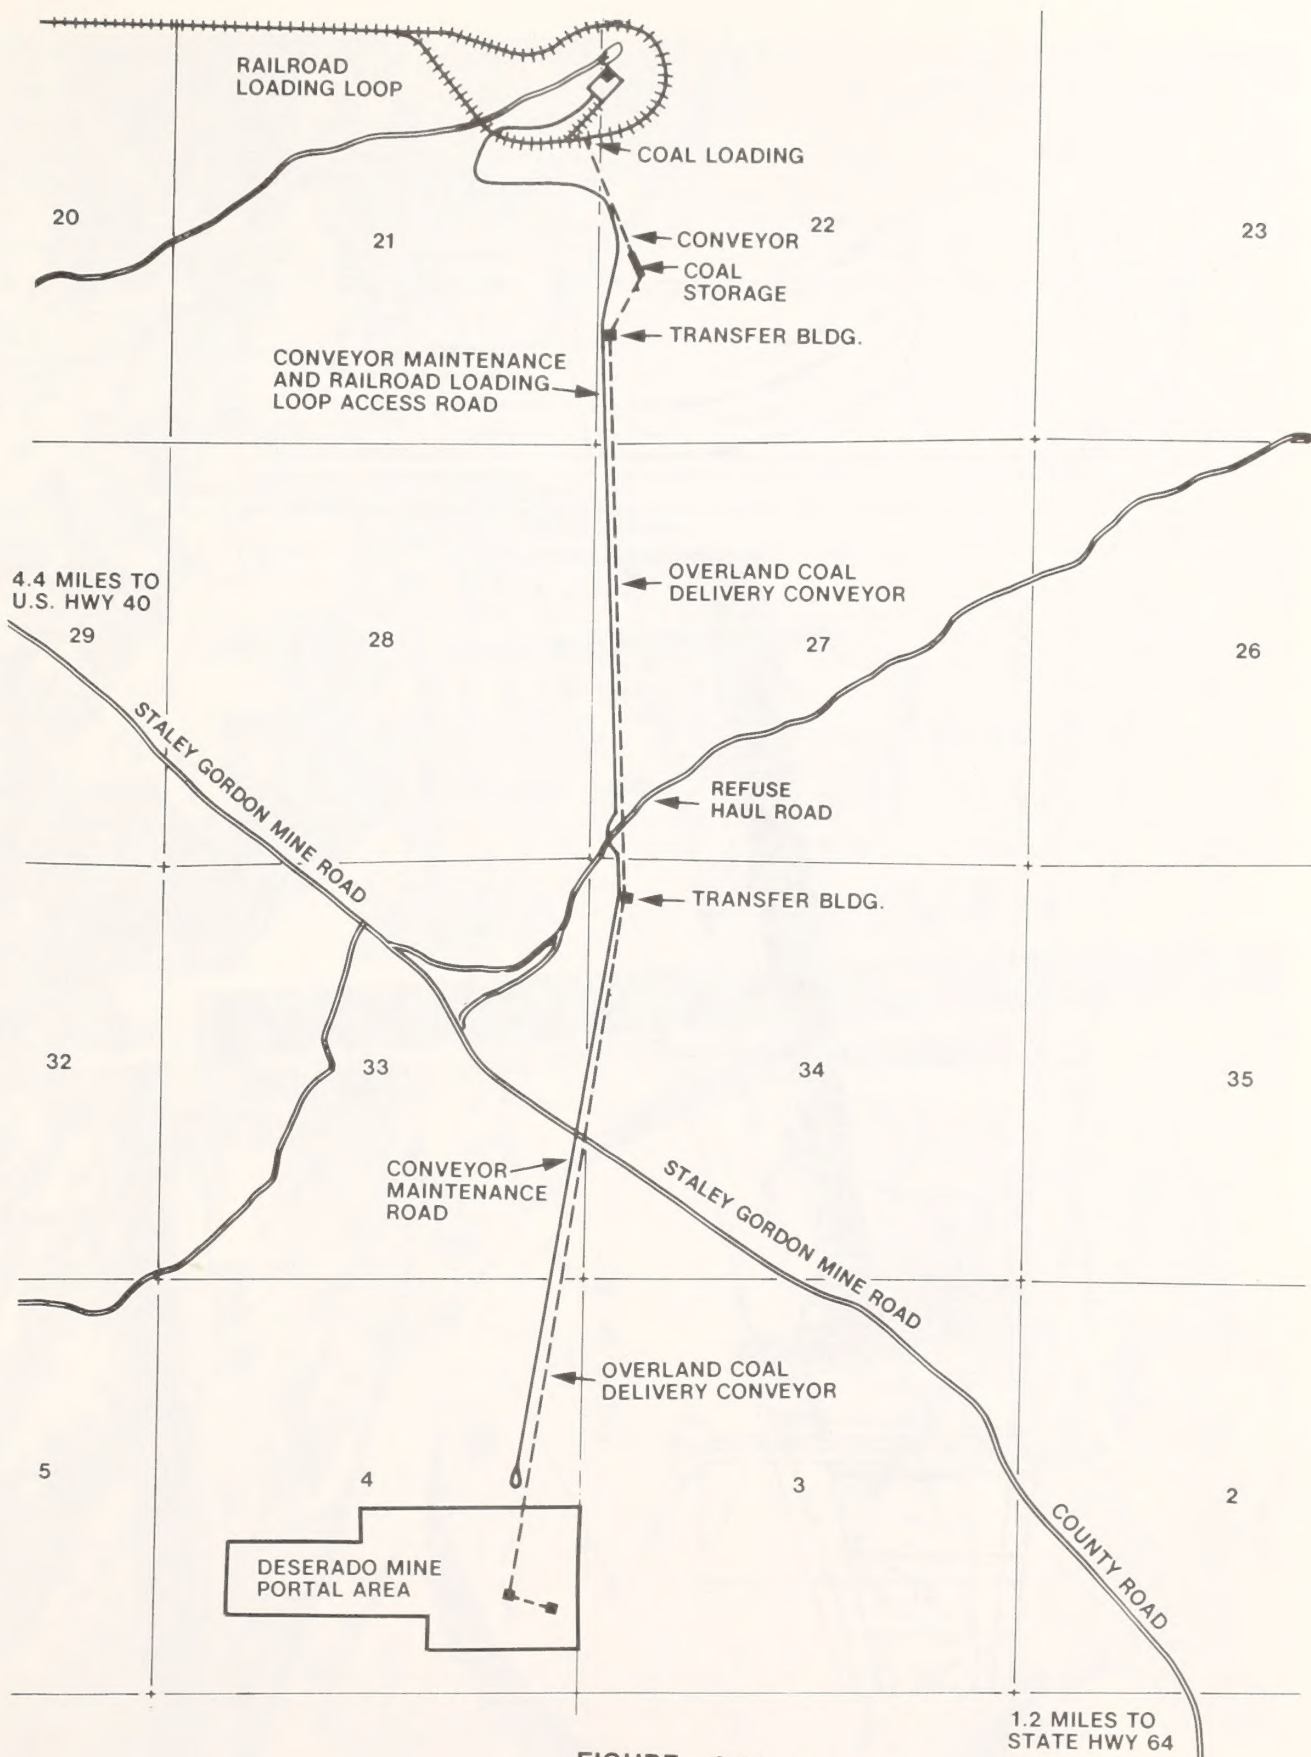 RAILROAD
LOADING LOOP
COAL LOADING
20
21
22
23
CONVEYOR
COAL
STORAGE
TRANSFER BLDG.
CONVEYOR MAINTENANCE
AND RAILROAD LOADING
LOOP ACCESS ROAD
4.4 MILES TO
U.S. HWY 40
29
28
OVERLAND COAL
DELIVERY CONVEYOR
27
26
STALEY GORDON MINE ROAD
REFUSE
HAUL ROAD
TRANSFER BLDG.
32
33
34
35
CONVEYOR
MAINTENANCE
ROAD
STALEY GORDON MINE ROAD
OVERLAND COAL
DELIVERY CONVEYOR
5
4
3
2
COUNTY ROAD
DESERADO MINE
PORTAL AREA
1.2 MILES TO
STATE HWY 64
FIGURE